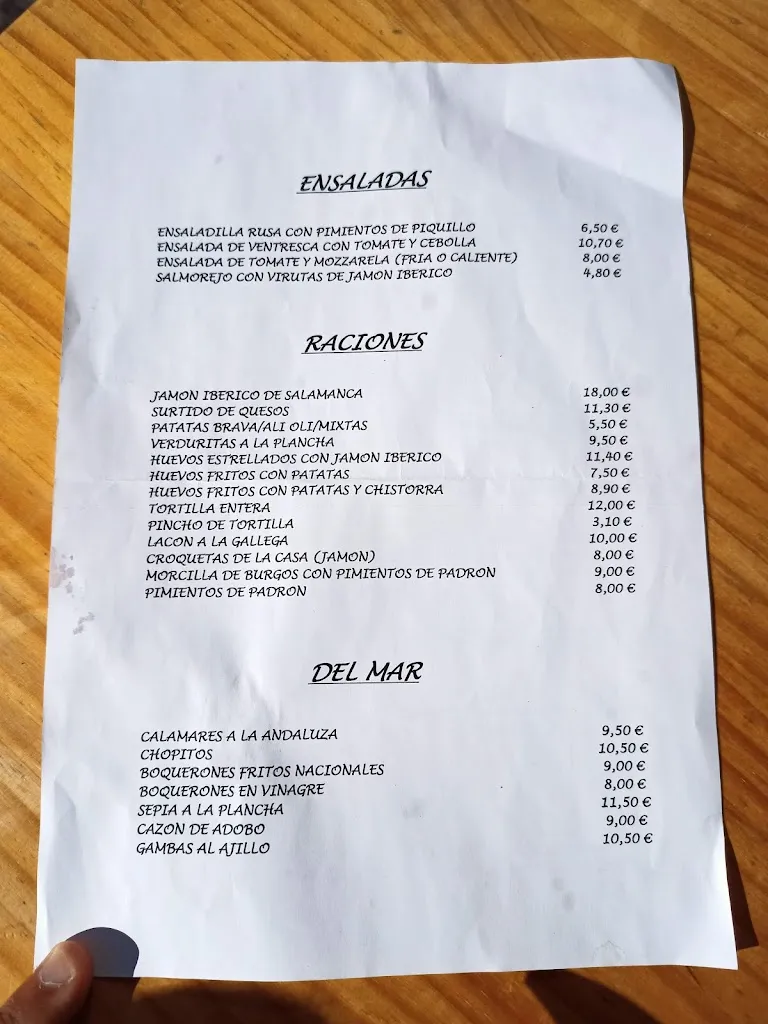 ENSALADAS
ENSALADILLA RUSA CON PIMIENTOS DE PIQUILLO 6,50 €
ENSALADA DE VENTRESCA CON TOMATE Y CEBOLLA 10,70 €
ENSALADA DE TOMATE Y MOZZARELA (FRIA O CALIENTE) 8,00 €
SALMOREJO CON VIRUTAS DE JAMON IBERICO 4,80 €
RACIONES
JAMON IBERICO DE SALAMANCA 18,00 €
SURTIDO DE QUESOS 11,30 €
PATATAS BRAVA/ALI OLI/MIXTAS 5,50 €
VERDURITAS A LA PLANCHA 9,50 €
HUEVOS ESTRELLADOS CON JAMON IBERICO 11,40 €
HUEVOS FRITOS CON PATATAS 7,50 €
HUEVOS FRITOS CON PATATAS Y CHISTORRA 8,90 €
TORTILLA ENTERA 12,00 €
PINCHO DE TORTILLA 3,10 €
LACON A LA GALLEGA 10,00 €
CROQUETAS DE LA CASA (JAMON) 8,00 €
MORCILLA DE BURGOS CON PIMIENTOS DE PADRON 9,00 €
PIMIENTOS DE PADRON 8,00 €
DEL MAR
CALAMARES A LA ANDALUZA 9,50 €
CHOPITOS 10,50 €
BOQUERONES FRITOS NACIONALES 9,00 €
BOQUERONES EN VINAGRE 8,00 €
SEPIA A LA PLANCHA 11,50 €
CAZON DE ADOBO 9,00 €
GAMBAS AL AJILLO 10,50 €